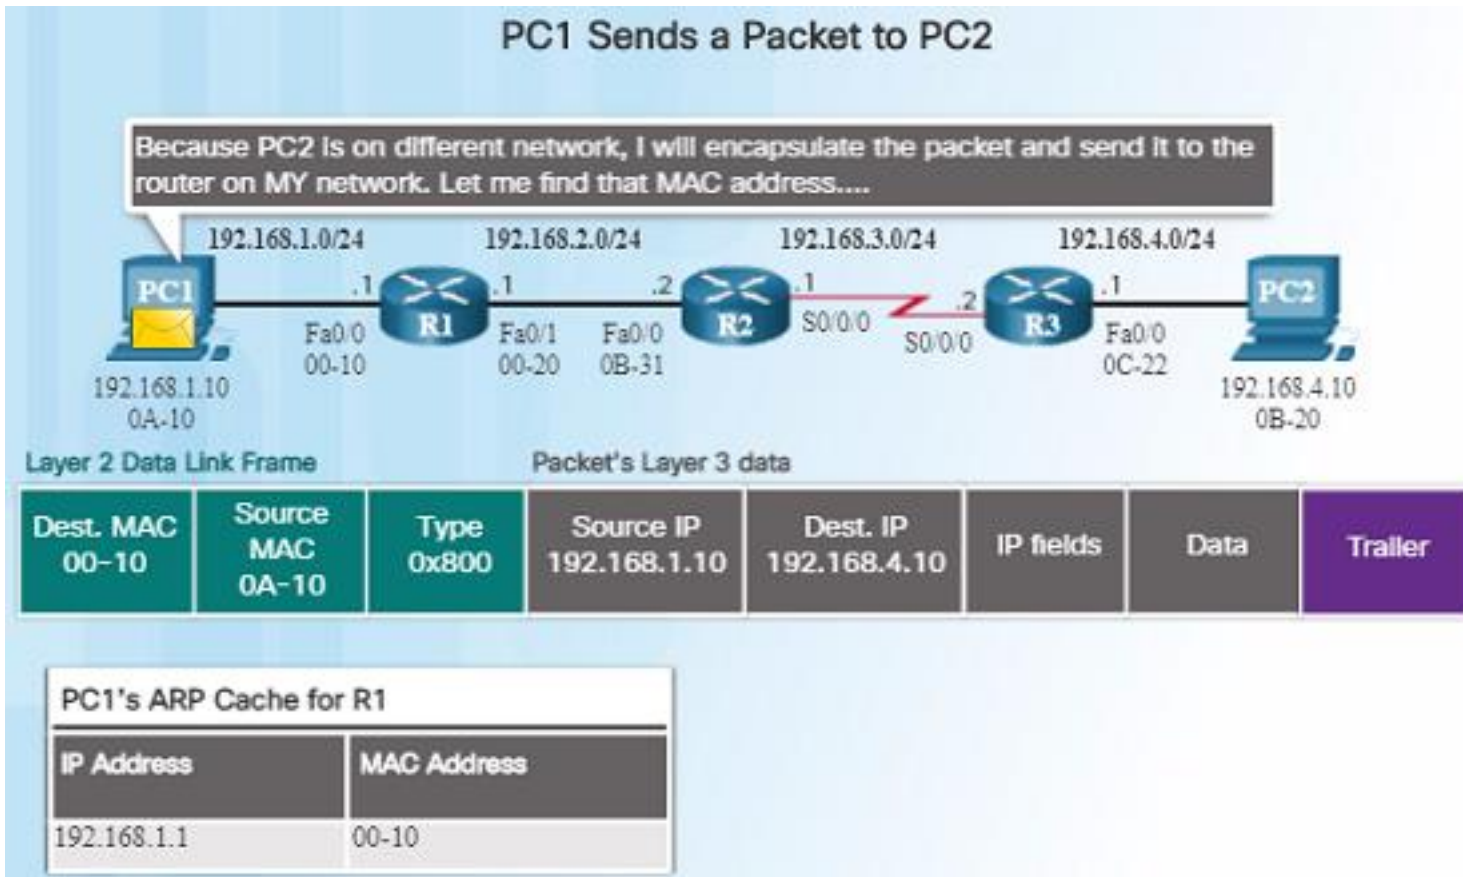 PC1 Sends a Packet to PC2
Because PC2 is on different network, I will encapsulate the packet and send it to the
router on MY network. Let me find that MAC address....
192.168.1.0/24 192.168.2.0/24 192.168.3.0/24 192.168.4.0/24
PC1 .1 R1 .1 .2 R2 .1 .2 R3 .1 PC2
Fa0/0 Fa0/1 Fa0/0 S0/0/0 S0/0/0 Fa0/0
00-10 00-20 0B-31 0C-22
192.168.1.10 192.168.4.10
0A-10 0B-20
Layer 2 Data Link Frame Packet's Layer 3 data
Dest. MAC
00-10
Source
MAC
0A-10
Type
0x800
Source IP
192.168.1.10
Dest. IP
192.168.4.10
IP fields
Data
Trailer
PC1's ARP Cache for R1
IP Address MAC Address
192.168.1.1 00-10